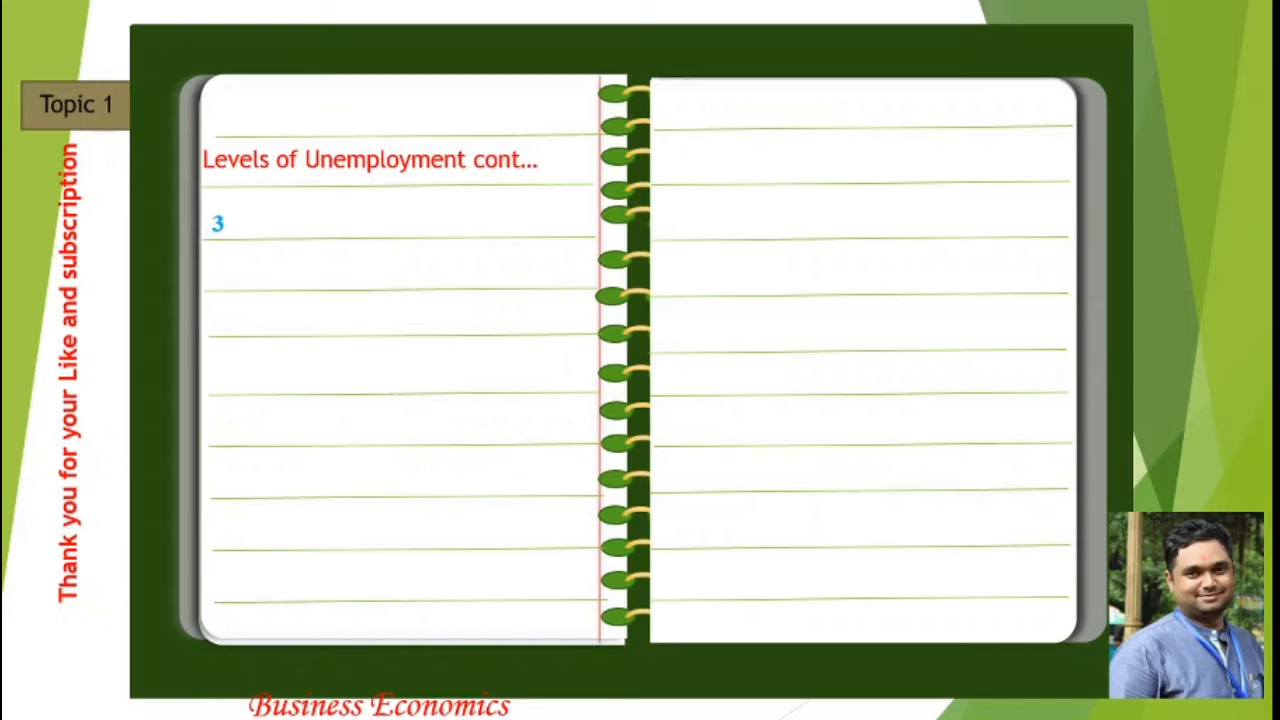 Topic 1
Thank you for your Like and subscription
Levels of Unemployment cont...
3
Business Economics